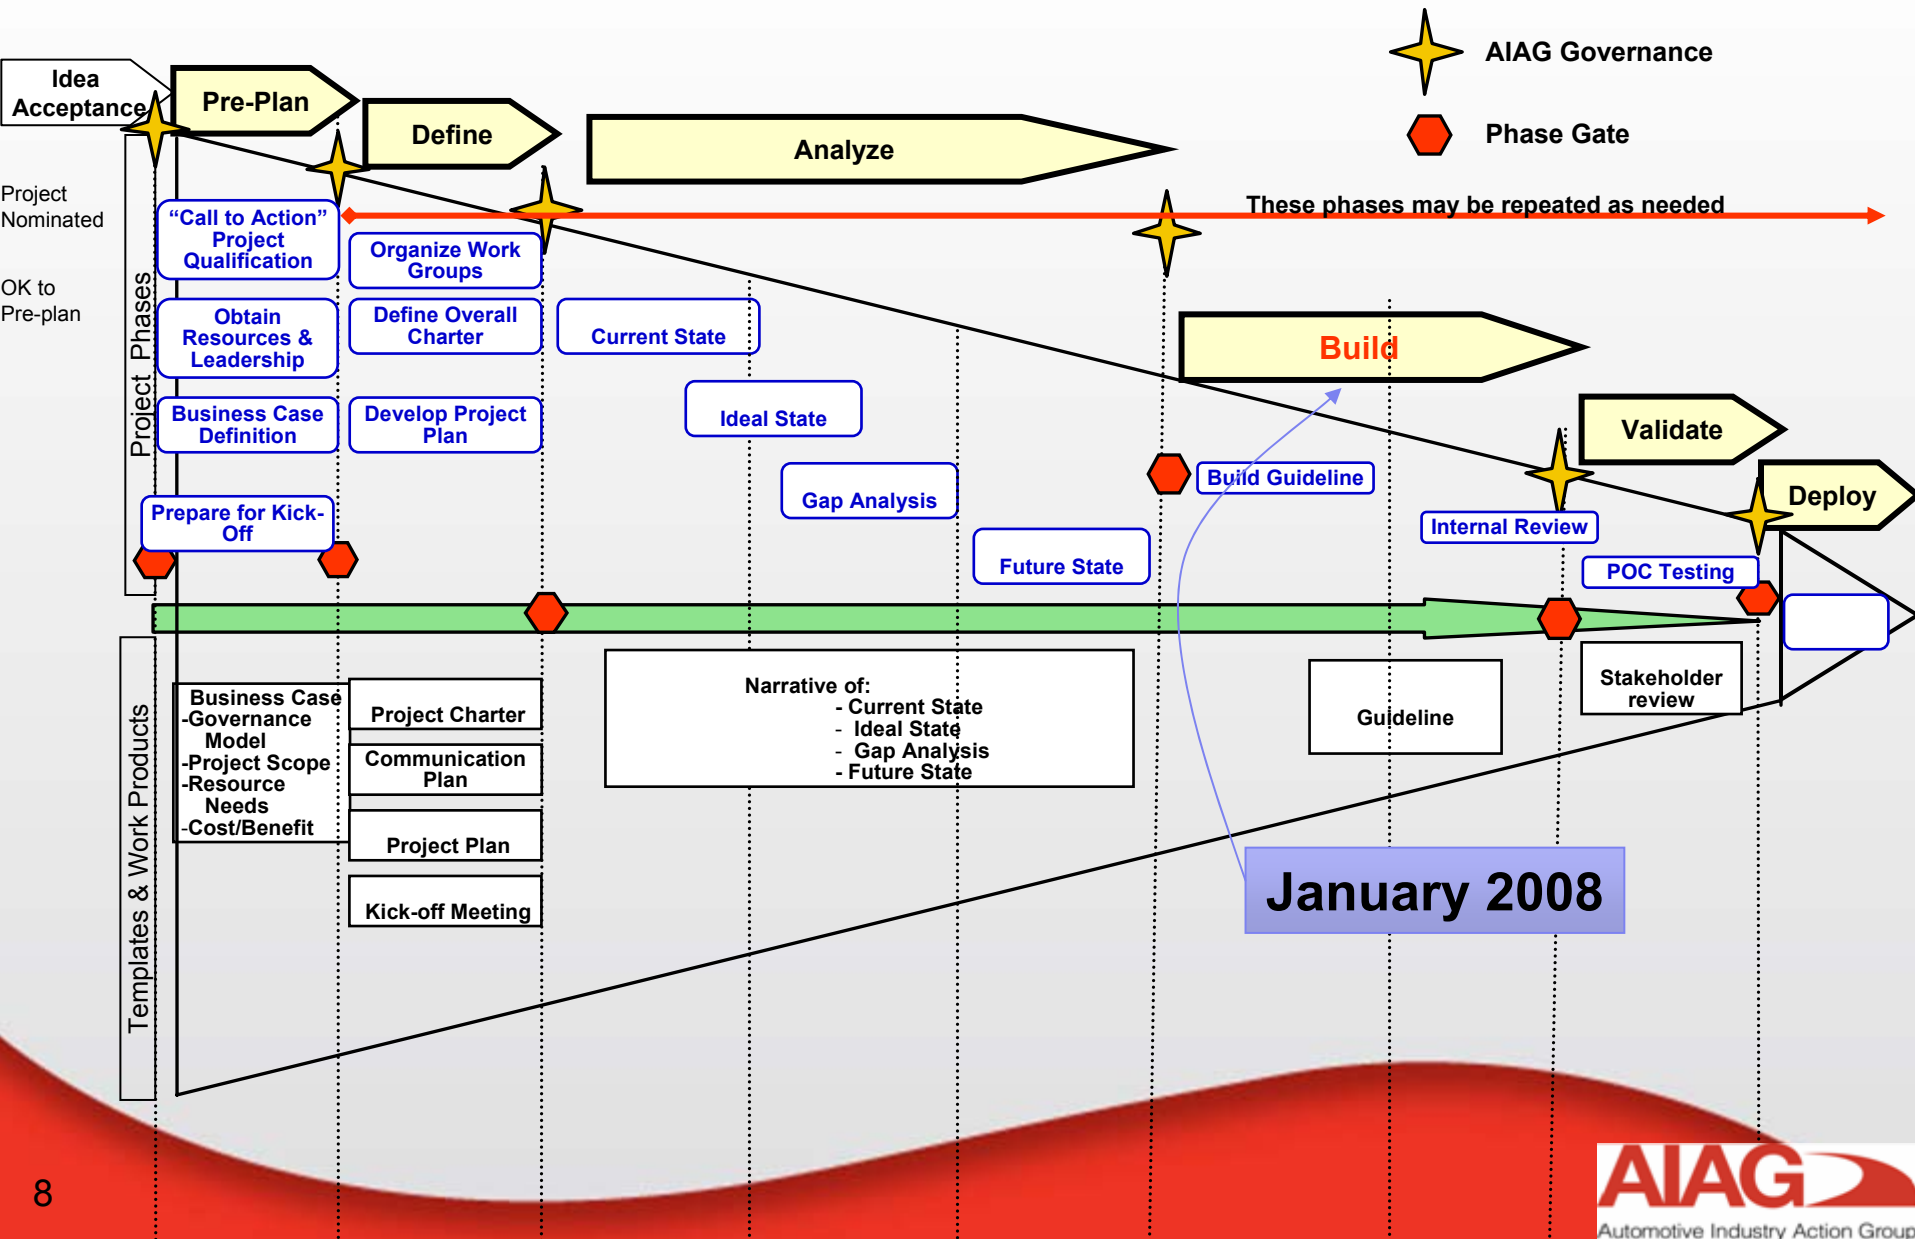 AIAG Governance
Phase Gate
Idea
Acceptance
Pre-Plan
Define
Analyze
Project
Nominated
OK to
Pre-plan
These phases may be repeated as needed
Project Phases
“Call to Action”
Project
Qualification
Obtain
Resources &
Leadership
Business Case
Definition
Prepare for Kick-
Off
Organize Work
Groups
Define Overall
Charter
Develop Project
Plan
Current State
Ideal State
Gap Analysis
Future State
Build
Build Guideline
Internal Review
Validate
POC Testing
Deploy
Templates & Work Products
Business Case
-Governance
Model
-Project Scope
-Resource
Needs
-Cost/Benefit
Project Charter
Communication
Plan
Project Plan
Kick-off Meeting
Narrative of:
- Current State
- Ideal State
- Gap Analysis
- Future State
Guideline
Stakeholder
review
January 2008
8
AIAG
Automotive Industry Action Group